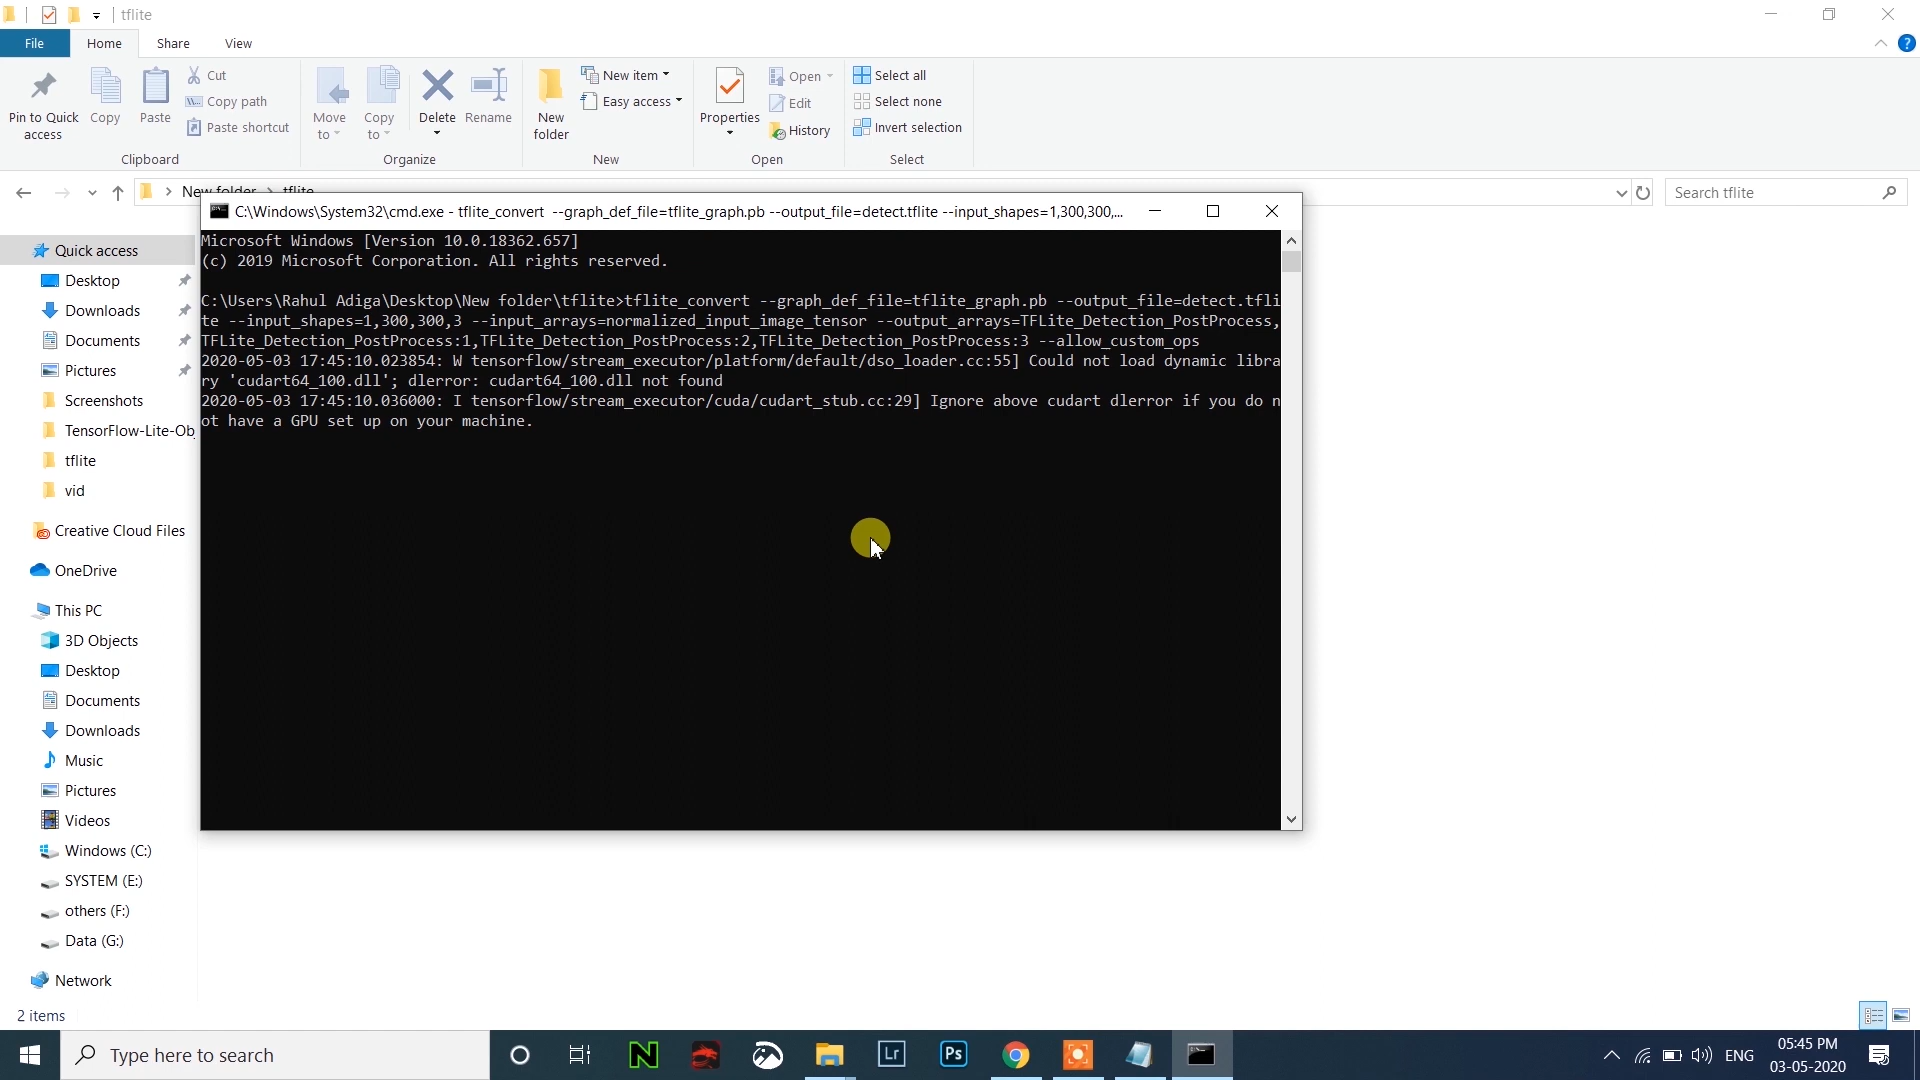 tflite
File
Home
Share
View
Pin to Quick
access
Copy
Paste
Cut
Copy path
Paste shortcut
Clipboard
Move
to
Copy
to
Delete
Rename
Organize
New
folder
New item
Easy access
New
Properties
Open
Edit
History
Open
Select all
Select none
Invert selection
Select
New folder > tflite
Search tflite
C:\Windows\System32\cmd.exe - tflite_convert  --graph_def_file=tflite_graph.pb --output_file=detect.tflite --input_shapes=1,300,300,...
Microsoft Windows [Version 10.0.18362.657]
(c) 2019 Microsoft Corporation. All rights reserved.
C:\Users\Rahul Adiga\Desktop\New folder\tflite>tflite_convert --graph_def_file=tflite_graph.pb --output_file=detect.tfli
te --input_shapes=1,300,300,3 --input_arrays=normalized_input_image_tensor --output_arrays=TFLite_Detection_PostProcess,
TFLite_Detection_PostProcess:1,TFLite_Detection_PostProcess:2,TFLite_Detection_PostProcess:3 --allow_custom_ops
2020-05-03 17:45:10.023854: W tensorflow/stream_executor/platform/default/dso_loader.cc:55] Could not load dynamic libra
ry 'cudart64_100.dll'; dlerror: cudart64_100.dll not found
2020-05-03 17:45:10.036000: I tensorflow/stream_executor/cuda/cudart_stub.cc:29] Ignore above cudart dlerror if you do n
ot have a GPU set up on your machine.
Quick access
Desktop
Downloads
Documents
Pictures
Screenshots
TensorFlow-Lite-Ob
tflite
vid
Creative Cloud Files
OneDrive
This PC
3D Objects
Desktop
Documents
Downloads
Music
Pictures
Videos
Windows (C:)
SYSTEM (E:)
others (F:)
Data (G:)
Network
2 items
Type here to search
Lr
Ps
ENG
05:45 PM
03-05-2020